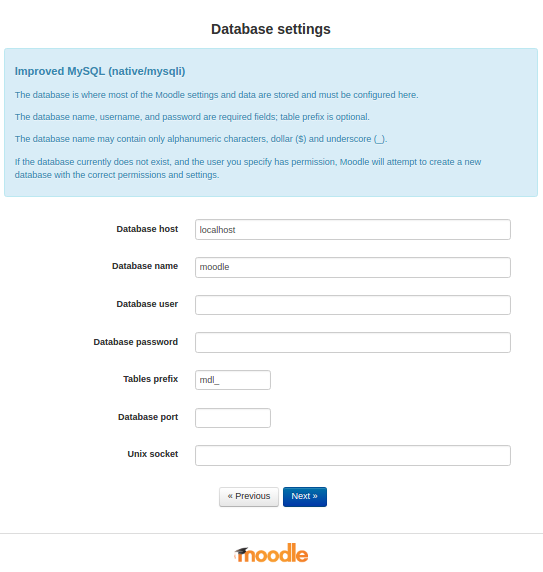 Database settings
Improved MySQL (native/mysqli)
The database is where most of the Moodle settings and data are stored and must be configured here.
The database name, username, and password are required fields; table prefix is optional.
The database name may contain only alphanumeric characters, dollar ($) and underscore (_).
If the database currently does not exist, and the user you specify has permission, Moodle will attempt to create a new
database with the correct permissions and settings.
Database host localhost
Database name moodle
Database user
Database password
Tables prefix mdl_
Database port
Unix socket
« Previous Next »
moodle